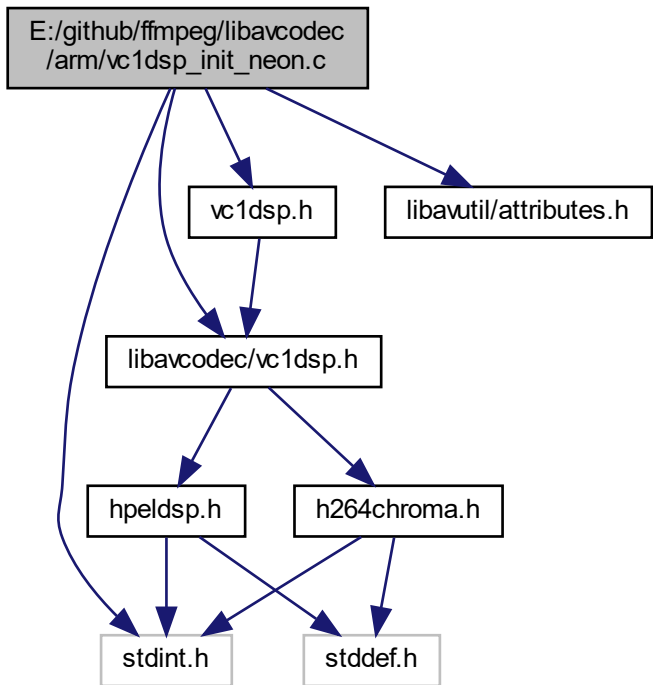 E:/github/ffmpeg/libavcodec
/arm/vc1dsp_init_neon.c
vc1dsp.h
libavutil/attributes.h
libavcodec/vc1dsp.h
hpeldsp.h
h264chroma.h
stdint.h
stddef.h